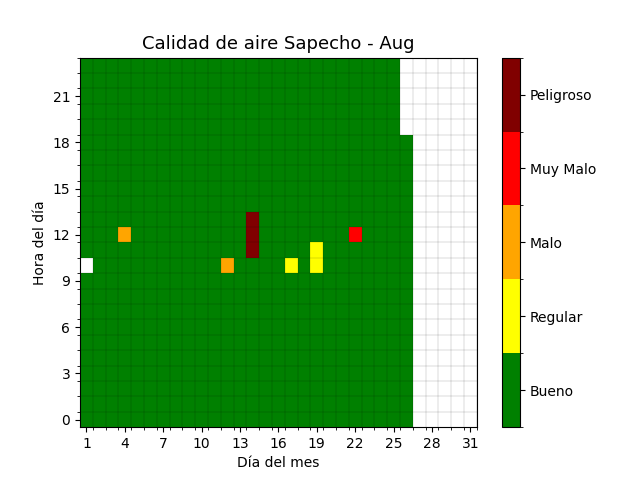 Calidad de aire Sapecho - Aug
Hora del día
21
18
15
12
9
6
3
0
1 4 7 10 13 16 19 22 25 28 31
Día del mes
Peligroso
Muy Malo
Malo
Regular
Bueno